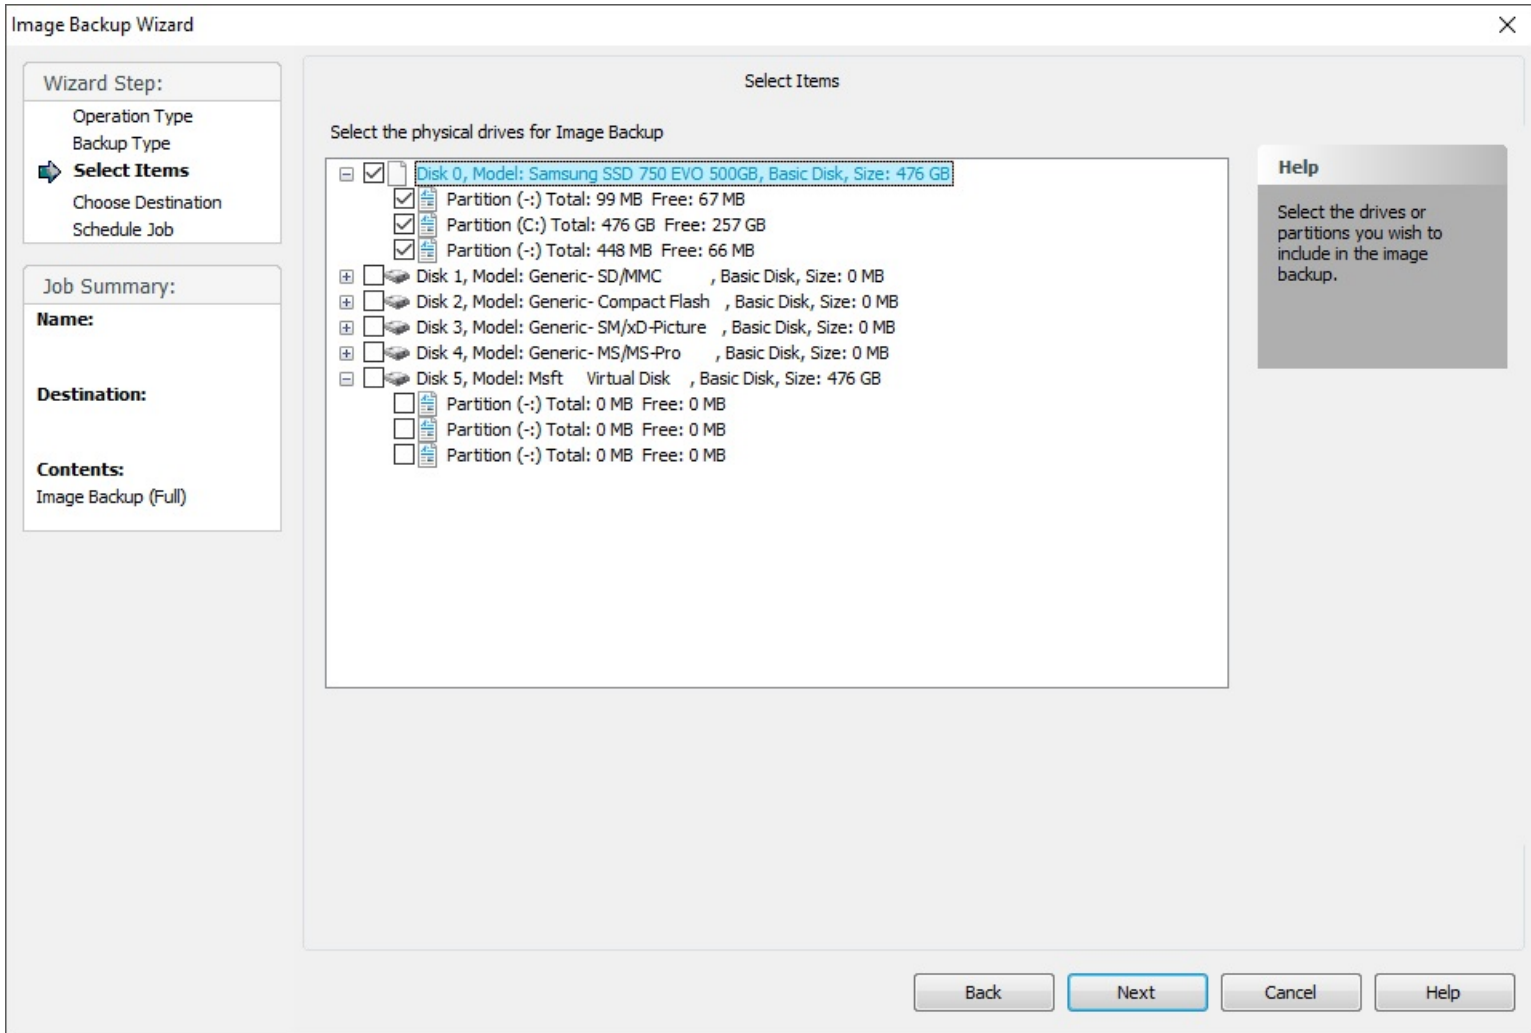 Image Backup Wizard
Wizard Step:
Operation Type
Backup Type
Select Items
Choose Destination
Schedule Job
Job Summary:
Name:
Destination:
Contents:
Image Backup (Full)
Select Items
Select the physical drives for Image Backup
Disk 0, Model: Samsung SSD 750 EVO 500GB, Basic Disk, Size: 476 GB
Partition (-:) Total: 99 MB Free: 67 MB
Partition (C:) Total: 476 GB Free: 257 GB
Partition (-:) Total: 448 MB Free: 66 MB
Disk 1, Model: Generic- SD/MMC , Basic Disk, Size: 0 MB
Disk 2, Model: Generic- Compact Flash , Basic Disk, Size: 0 MB
Disk 3, Model: Generic- SM/xD-Picture , Basic Disk, Size: 0 MB
Disk 4, Model: Generic- MS/MS-Pro , Basic Disk, Size: 0 MB
Disk 5, Model: Msft Virtual Disk , Basic Disk, Size: 476 GB
Partition (-:) Total: 0 MB Free: 0 MB
Partition (-:) Total: 0 MB Free: 0 MB
Partition (-:) Total: 0 MB Free: 0 MB
Help
Select the drives or
partitions you wish to
include in the image
backup.
Back Next Cancel Help